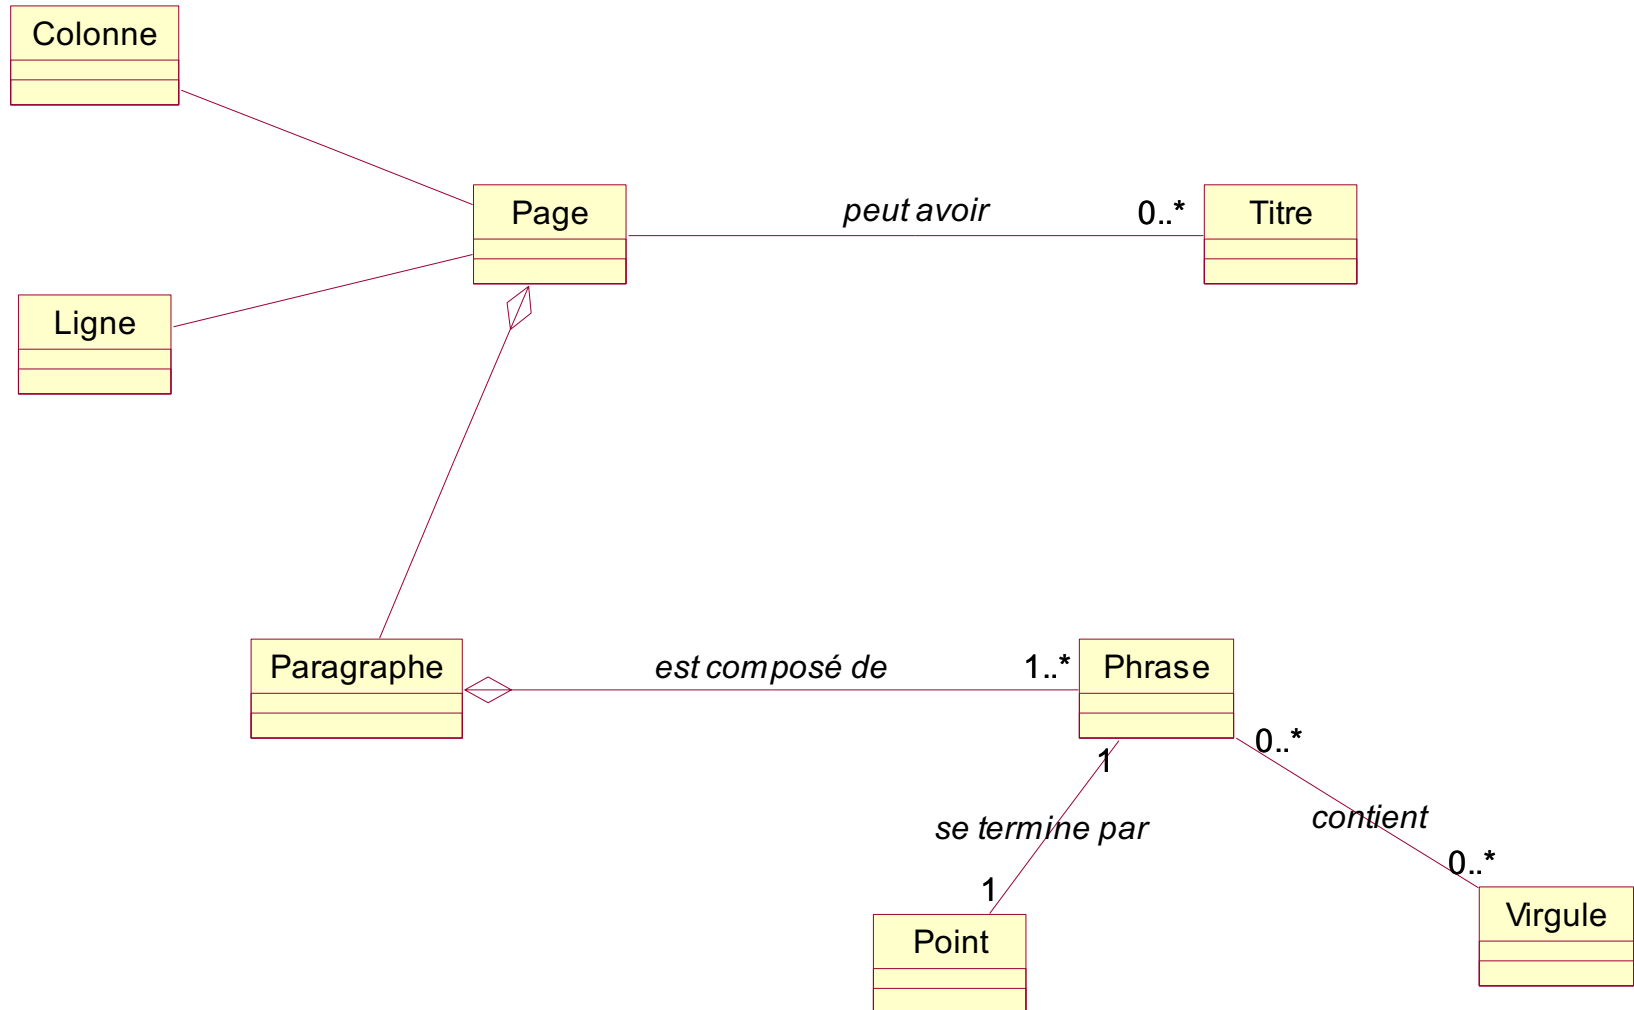 Colonne
Page
peut avoir
0..*
Titre
Ligne
Paragraphe
est composé de
1..*
Phrase
1
0..*
se termine par
contient
1
0..*
Point
Virgule